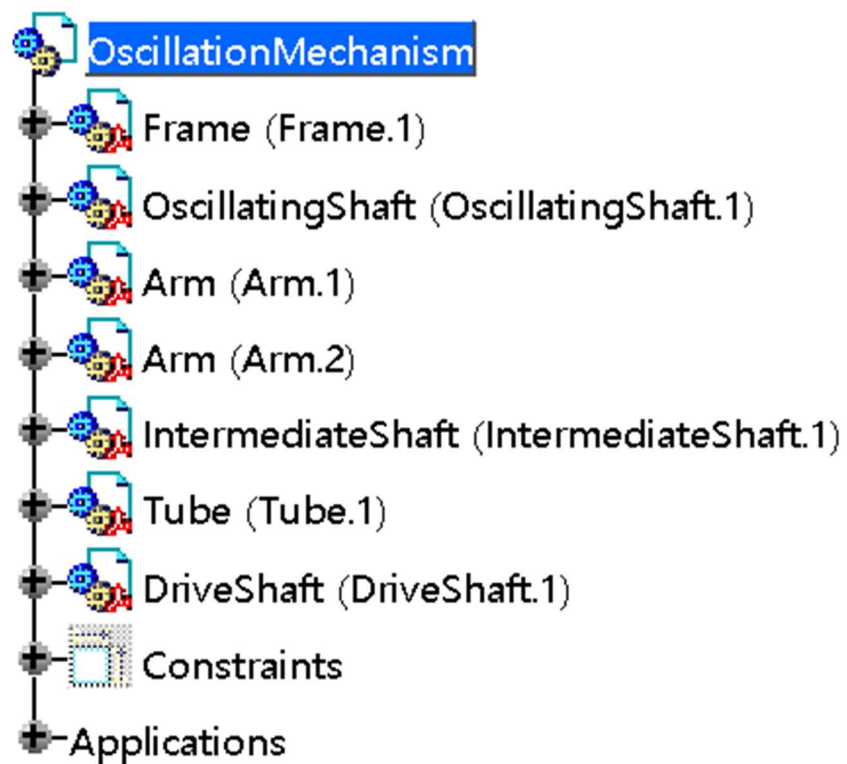 OscillationMechanism
Frame (Frame.1)
OscillatingShaft (OscillatingShaft.1)
Arm (Arm.1)
Arm (Arm.2)
IntermediateShaft (IntermediateShaft.1)
Tube (Tube.1)
DriveShaft (DriveShaft.1)
Constraints
Applications